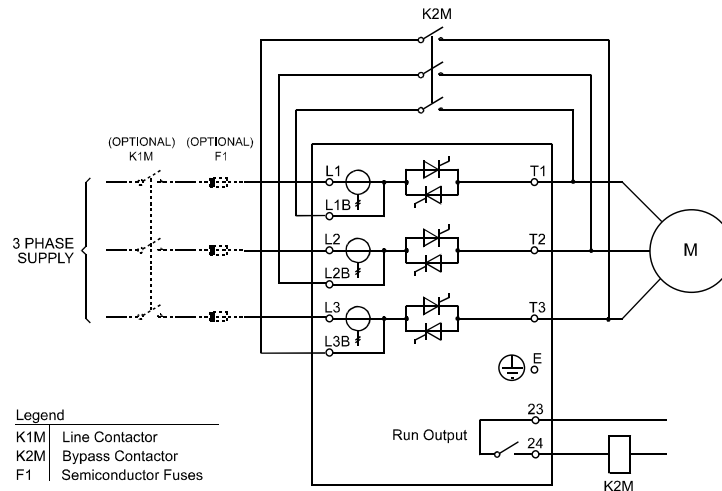 K2M
(OPTIONAL)
K1M
(OPTIONAL)
F1
L1
T1
L1B
3 PHASE
SUPPLY
L2
T2
L2B
M
L3
T3
L3B
E
Legend
K1M Line Contactor
K2M Bypass Contactor
F1 Semiconductor Fuses
Run Output
23
24
K2M